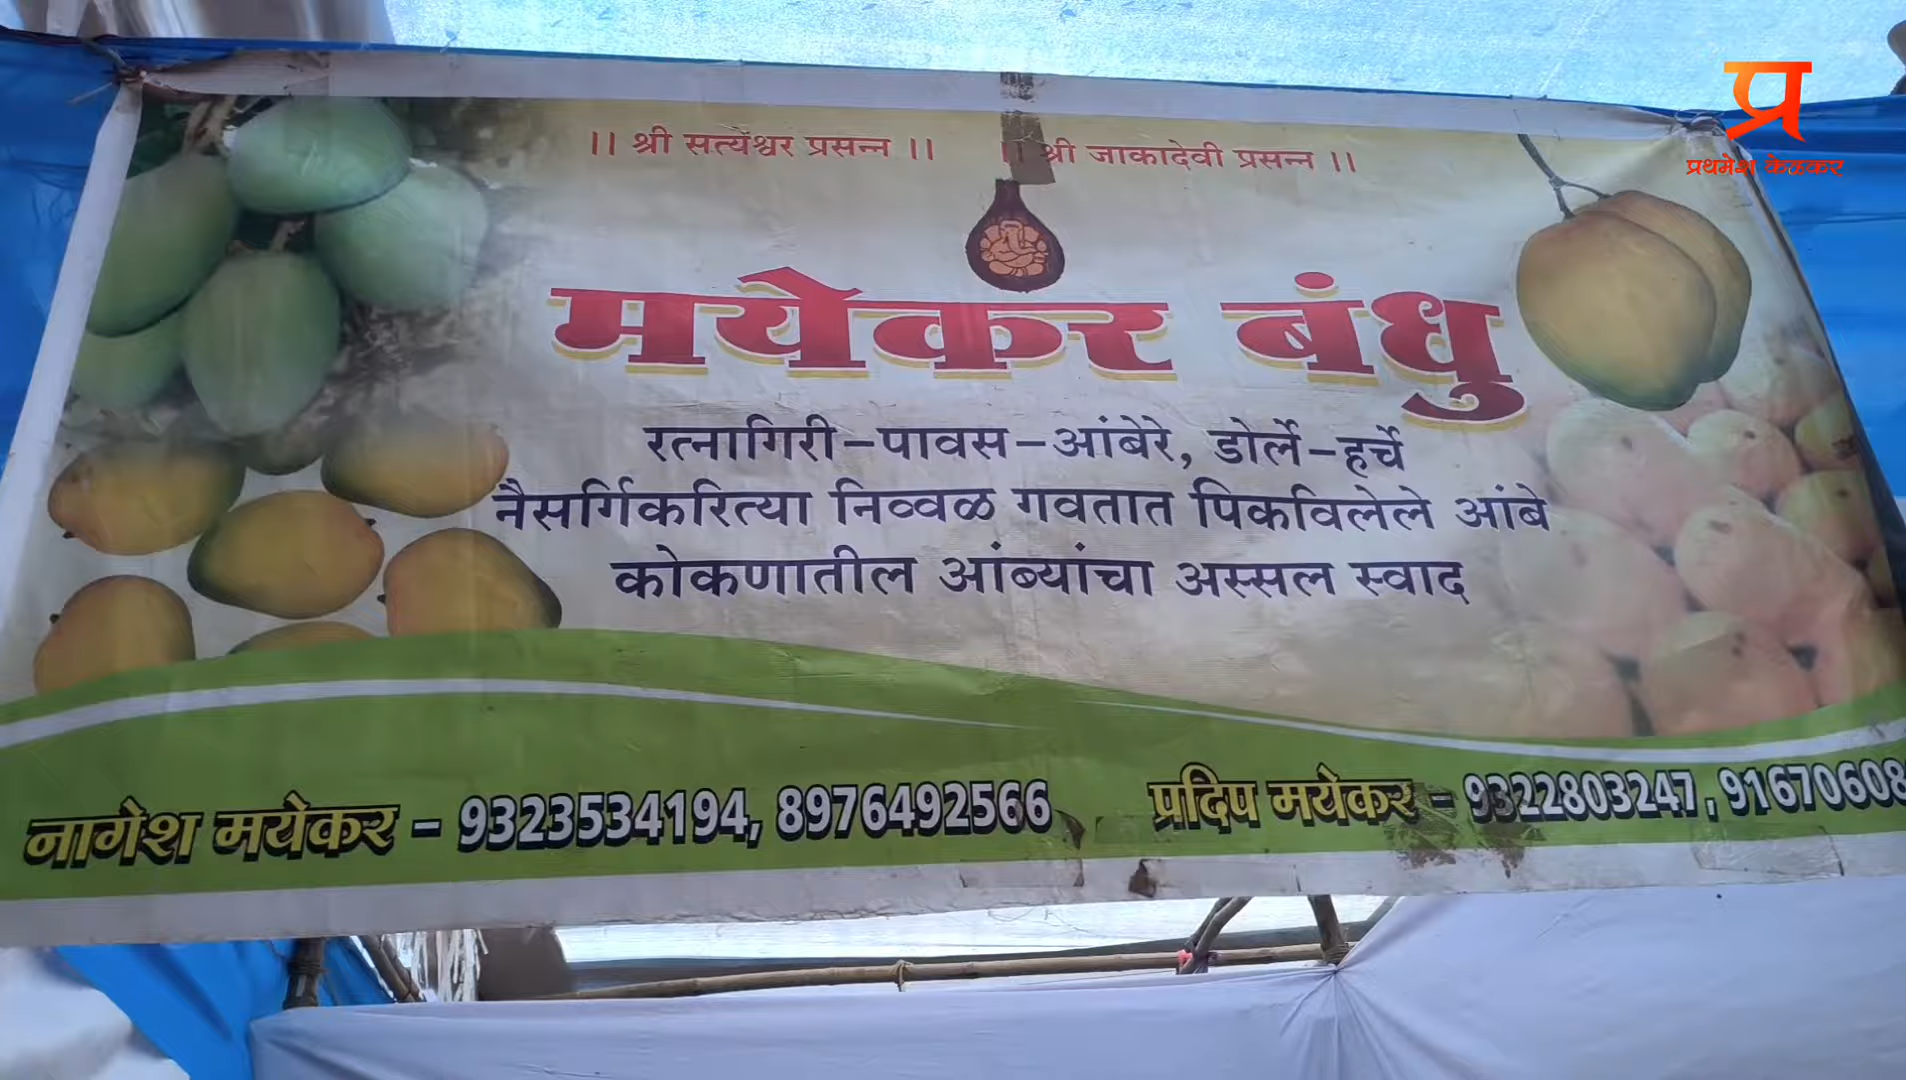 ।। श्री सत्येश्वर प्रसन्न ।। ।। श्री जाकादेवी प्रसन्न ।।
प्र
प्रथमेश केळकर
मयेकर बंधु
रत्नागिरी-पावस-आंबेरे, डोर्ले-हर्चे
नैसर्गिकरित्या निव्वळ गवतात पिकविलेले आंबे
कोकणातील आंब्यांचा अस्सल स्वाद
नागेश मयेकर - 9323534194, 8976492566 प्रदिप मयेकर - 9322803247, 91670608